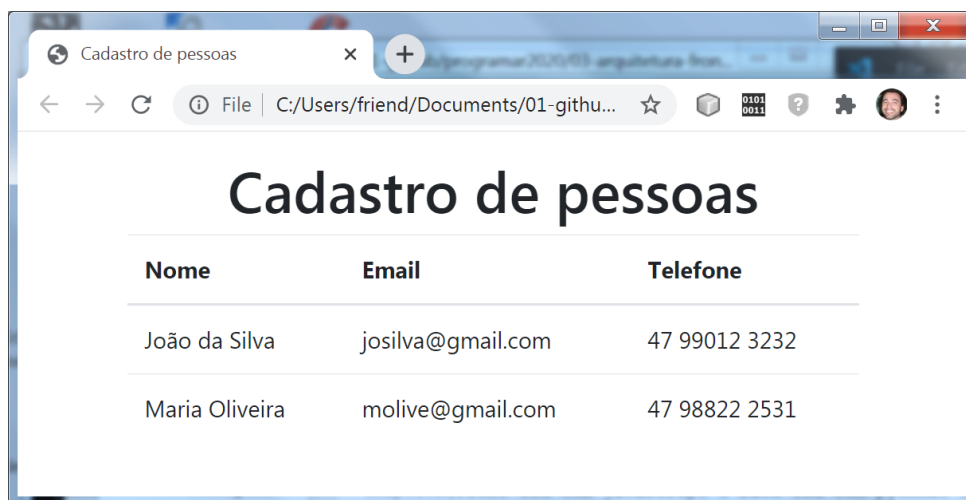 Cadastro de pessoas
File
C:/Users/friend/Documents/01-githu...
0101
0011
Cadastro de pessoas
Nome Email Telefone
João da Silva josilva@gmail.com 47 99012 3232
Maria Oliveira molive@gmail.com 47 98822 2531